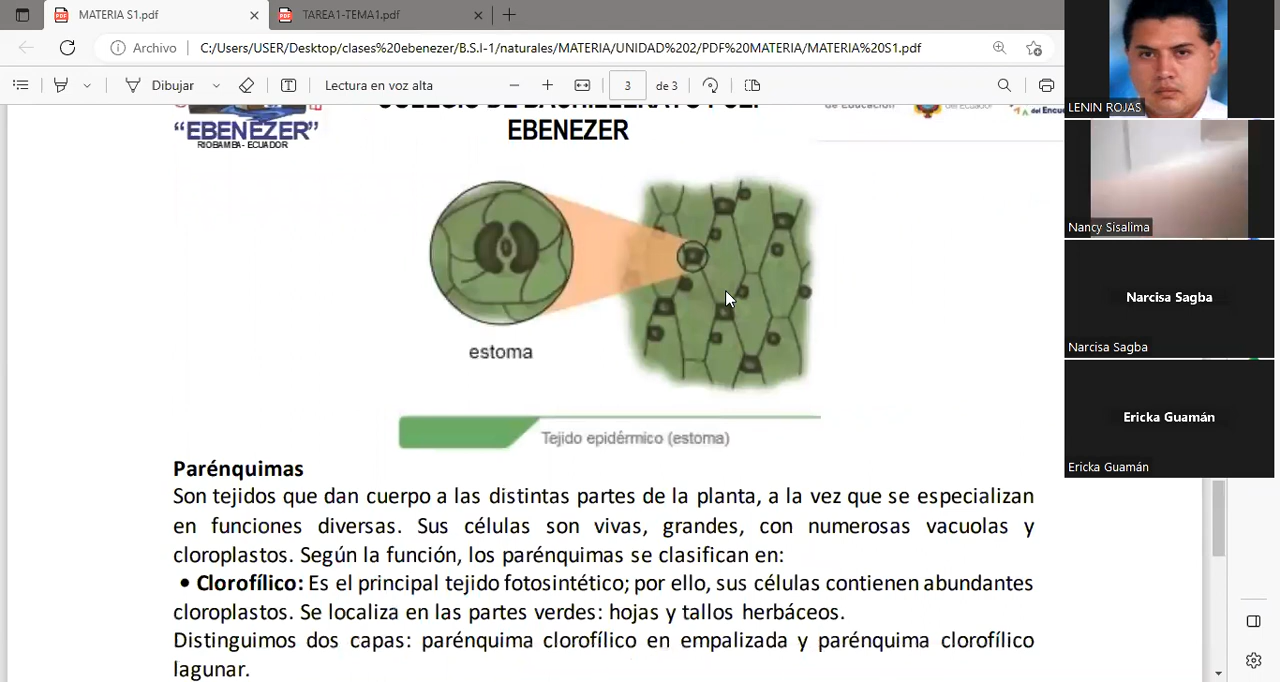 MATERIA S1.pdf
TAREA1-TEMA1.pdf
Archivo
C:/Users/USER/Desktop/clases%20ebenezer/B.S.I-1/naturales/MATERIA/UNIDAD%202/PDF%20MATERIA/MATERIA%20S1.pdf
Dibujar
Lectura en voz alta
3
de 3
"EBENEZER"
RIOBAMBA- ECUADOR
EBENEZER
estoma
Tejido epidérmico (estoma)
Parénquimas
Son tejidos que dan cuerpo a las distintas partes de la planta, a la vez que se especializan
en funciones diversas. Sus células son vivas, grandes, con numerosas vacuolas y
cloroplastos. Según la función, los parénquimas se clasifican en:
• Clorofílico: Es el principal tejido fotosintético; por ello, sus células contienen abundantes
cloroplastos. Se localiza en las partes verdes: hojas y tallos herbáceos.
Distinguimos dos capas: parénquima clorofílico en empalizada y parénquima clorofílico
lagunar.
LENIN ROJAS
Nancy Sisalima
Narcisa Sagba
Narcisa Sagba
Ericka Guamán
Ericka Guamán